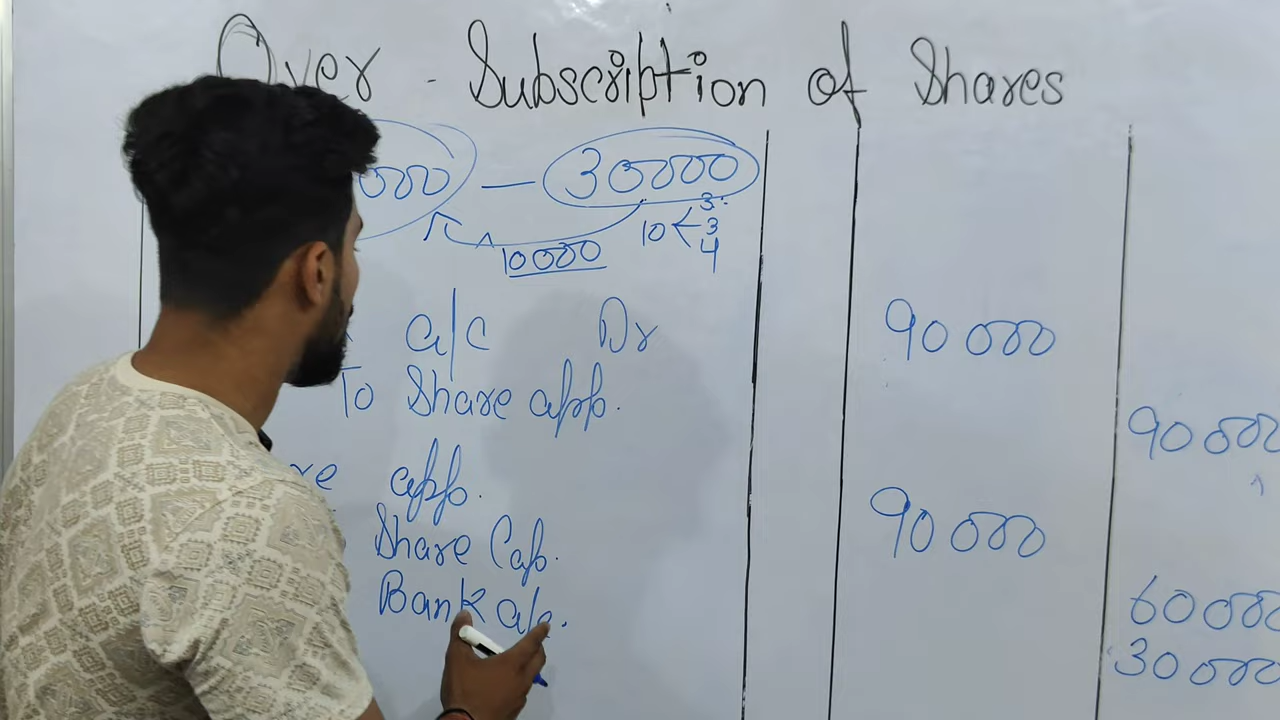 Over - Subscription of Shares
000 — 30000
10000 10 < 3 3 4
a/c Dr 90000
To Share app. 90000
re app. 90000
Share Cap. 60000
Bank a/c. 30000